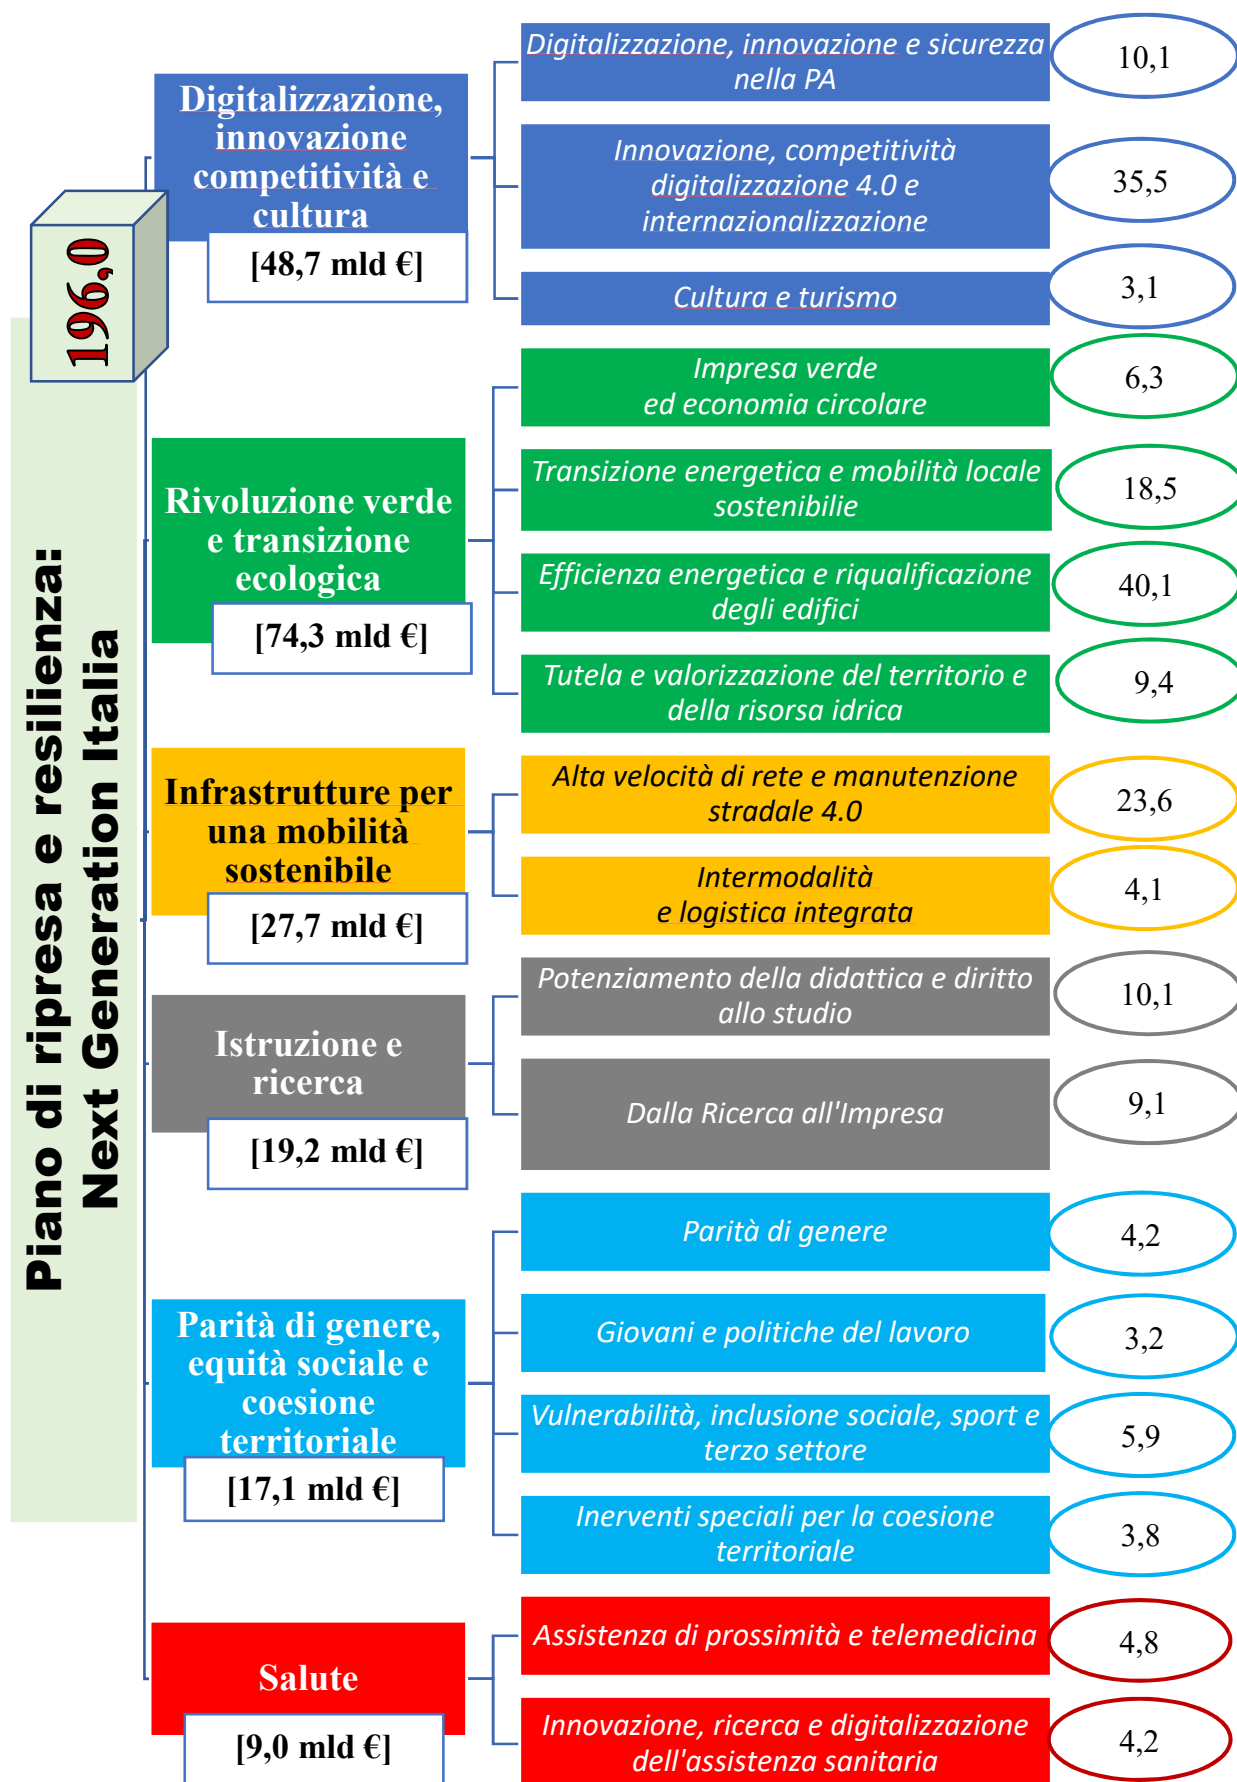 Piano di ripresa e resilienza:
Next Generation Italia
196,0
Digitalizzazione,
innovazione
competitività e
cultura
[48,7 mld €]
Digitalizzazione, innovazione e sicurezza
nella PA
10,1
Innovazione, competitività
digitalizzazione 4.0 e
internazionalizzazione
35,5
Cultura e turismo
3,1
Rivoluzione verde
e transizione
ecologica
[74,3 mld €]
Impresa verde
ed economia circolare
6,3
Transizione energetica e mobilità locale
sostenibilie
18,5
Efficienza energetica e riqualificazione
degli edifici
40,1
Tutela e valorizzazione del territorio e
della risorsa idrica
9,4
Infrastrutture per
una mobilità
sostenibile
[27,7 mld €]
Alta velocità di rete e manutenzione
stradale 4.0
23,6
Intermodalità
e logistica integrata
4,1
Istruzione e
ricerca
[19,2 mld €]
Potenziamento della didattica e diritto
allo studio
10,1
Dalla Ricerca all'Impresa
9,1
Parità di genere,
equità sociale e
coesione
territoriale
[17,1 mld €]
Parità di genere
4,2
Giovani e politiche del lavoro
3,2
Vulnerabilità, inclusione sociale, sport e
terzo settore
5,9
Inerventi speciali per la coesione
territoriale
3,8
Salute
[9,0 mld €]
Assistenza di prossimità e telemedicina
4,8
Innovazione, ricerca e digitalizzazione
dell'assistenza sanitaria
4,2